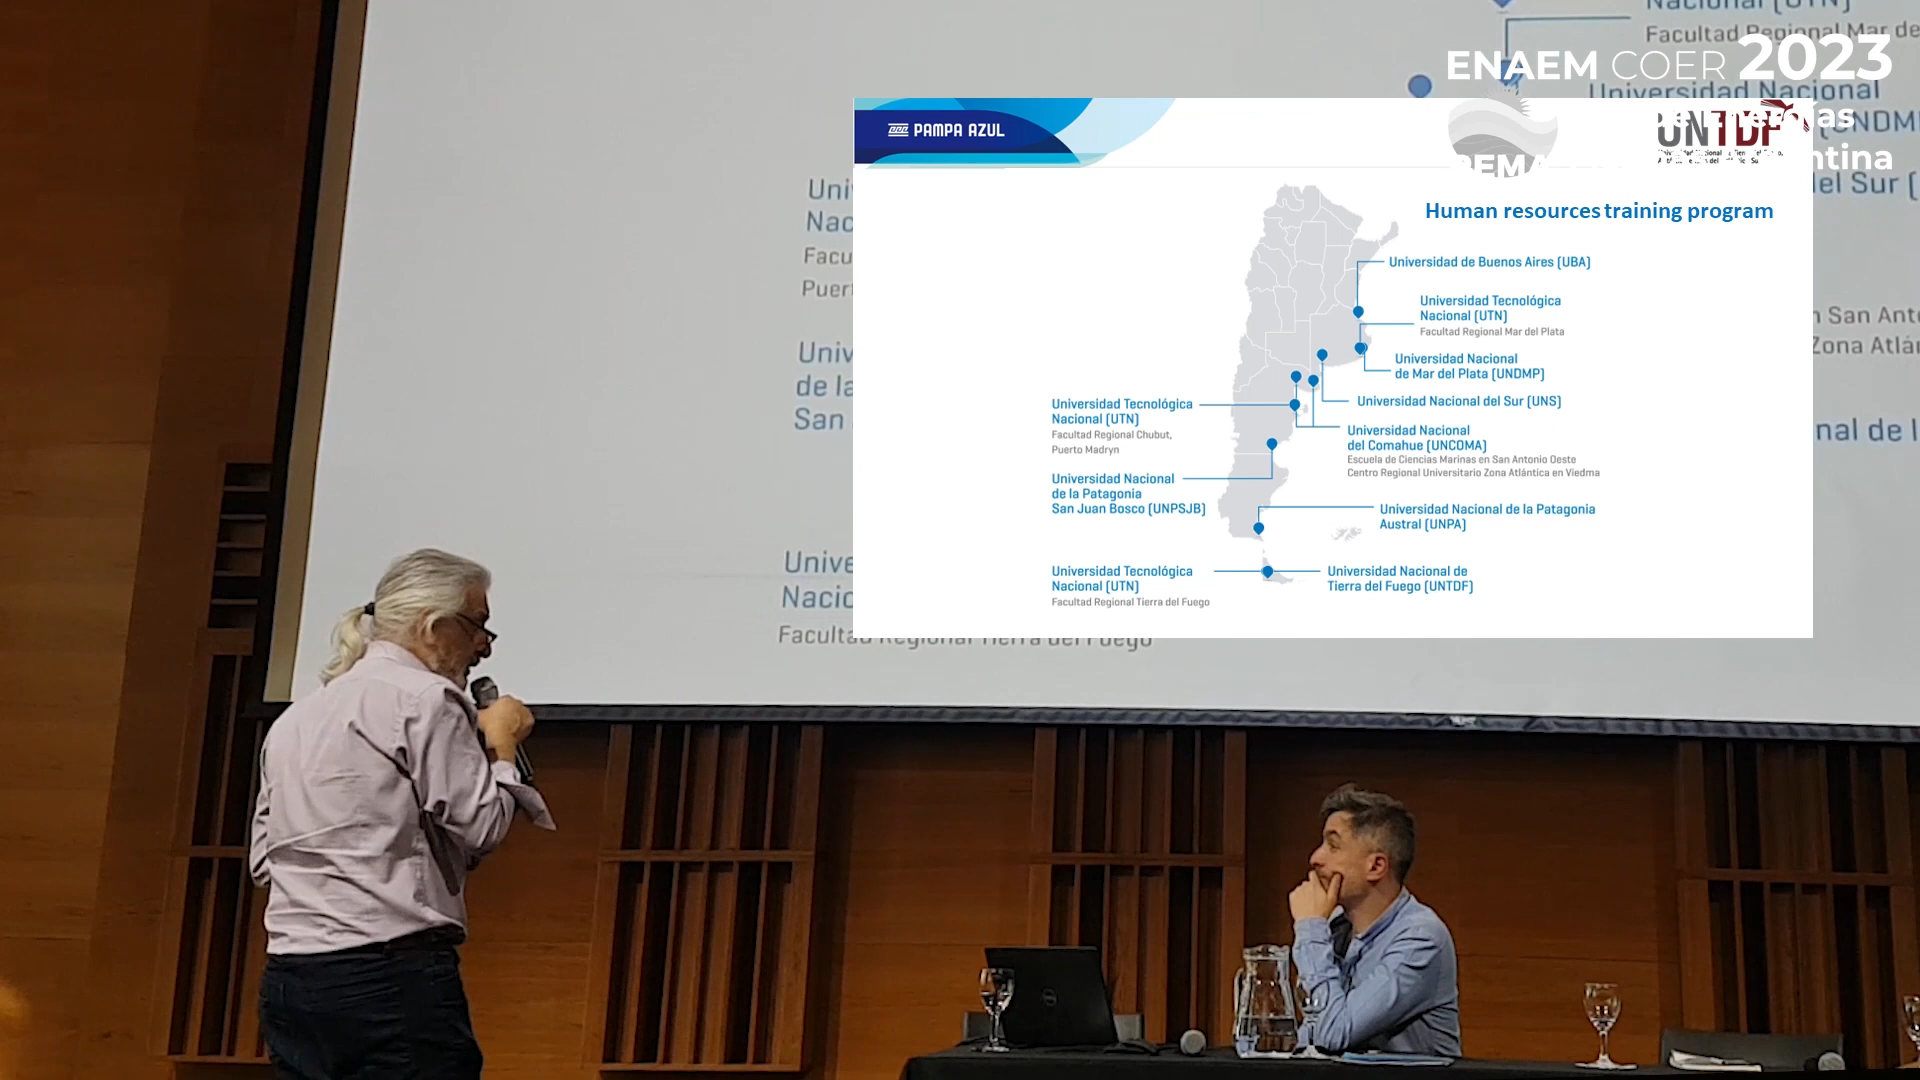 ENAEM COER 2023
PAMPA AZUL
UNTDF
Human resources training program
Universidad de Buenos Aires (UBA)
Universidad Tecnológica
Nacional (UTN)
Facultad Regional Mar del Plata
Universidad Nacional
de Mar del Plata (UNDMP)
Universidad Nacional del Sur (UNS)
Universidad Tecnológica
Nacional (UTN)
Facultad Regional Chubut,
Puerto Madryn
Universidad Nacional
del Comahue (UNCOMA)
Escuela de Ciencias Marinas en San Antonio Oeste
Centro Regional Universitario Zona Atlántica en Viedma
Universidad Nacional
de la Patagonia
San Juan Bosco (UNPSJB)
Universidad Nacional de la Patagonia
Austral (UNPA)
Universidad Tecnológica
Nacional (UTN)
Facultad Regional Tierra del Fuego
Universidad Nacional de
Tierra del Fuego (UNTDF)
Nacional (UTN)
Facultad Regional Mar de
Universidad Nacional
del Sur (
San
Zona
Facultad Regional Tierra del Fuego